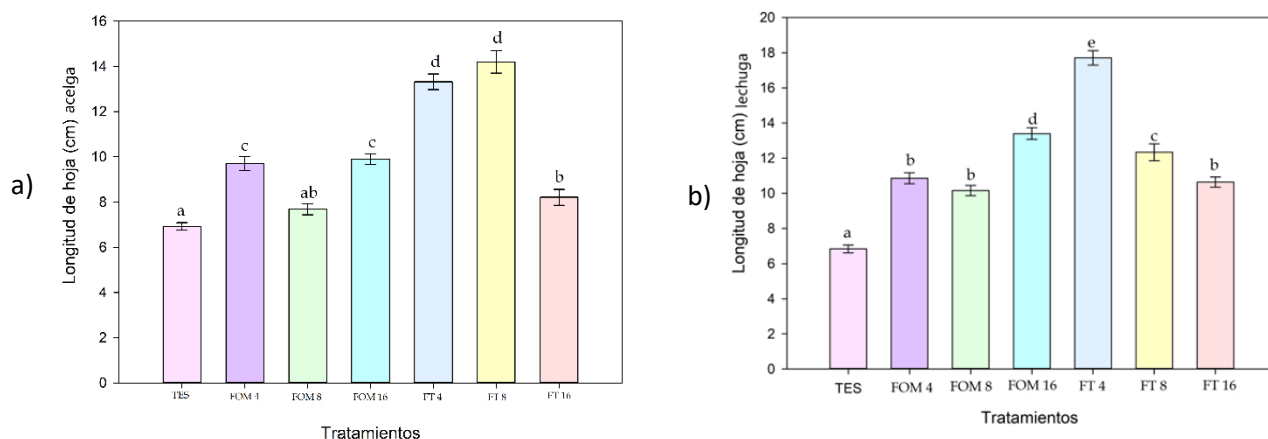 a)
Longitud de hoja (cm) acelga
16
14
12
10
8
6
4
2
0
a
c
ab
c
d
d
b
TES
FOM 4
FOM 8
FOM 16
FT 4
FT 8
FT 16
Tratamientos
b)
Longitud de hoja (cm) lechuga
20
18
16
14
12
10
8
6
4
2
0
a
b
b
d
e
c
b
TES
FOM 4
FOM 8
FOM 16
FT 4
FT 8
FT 16
Tratamientos